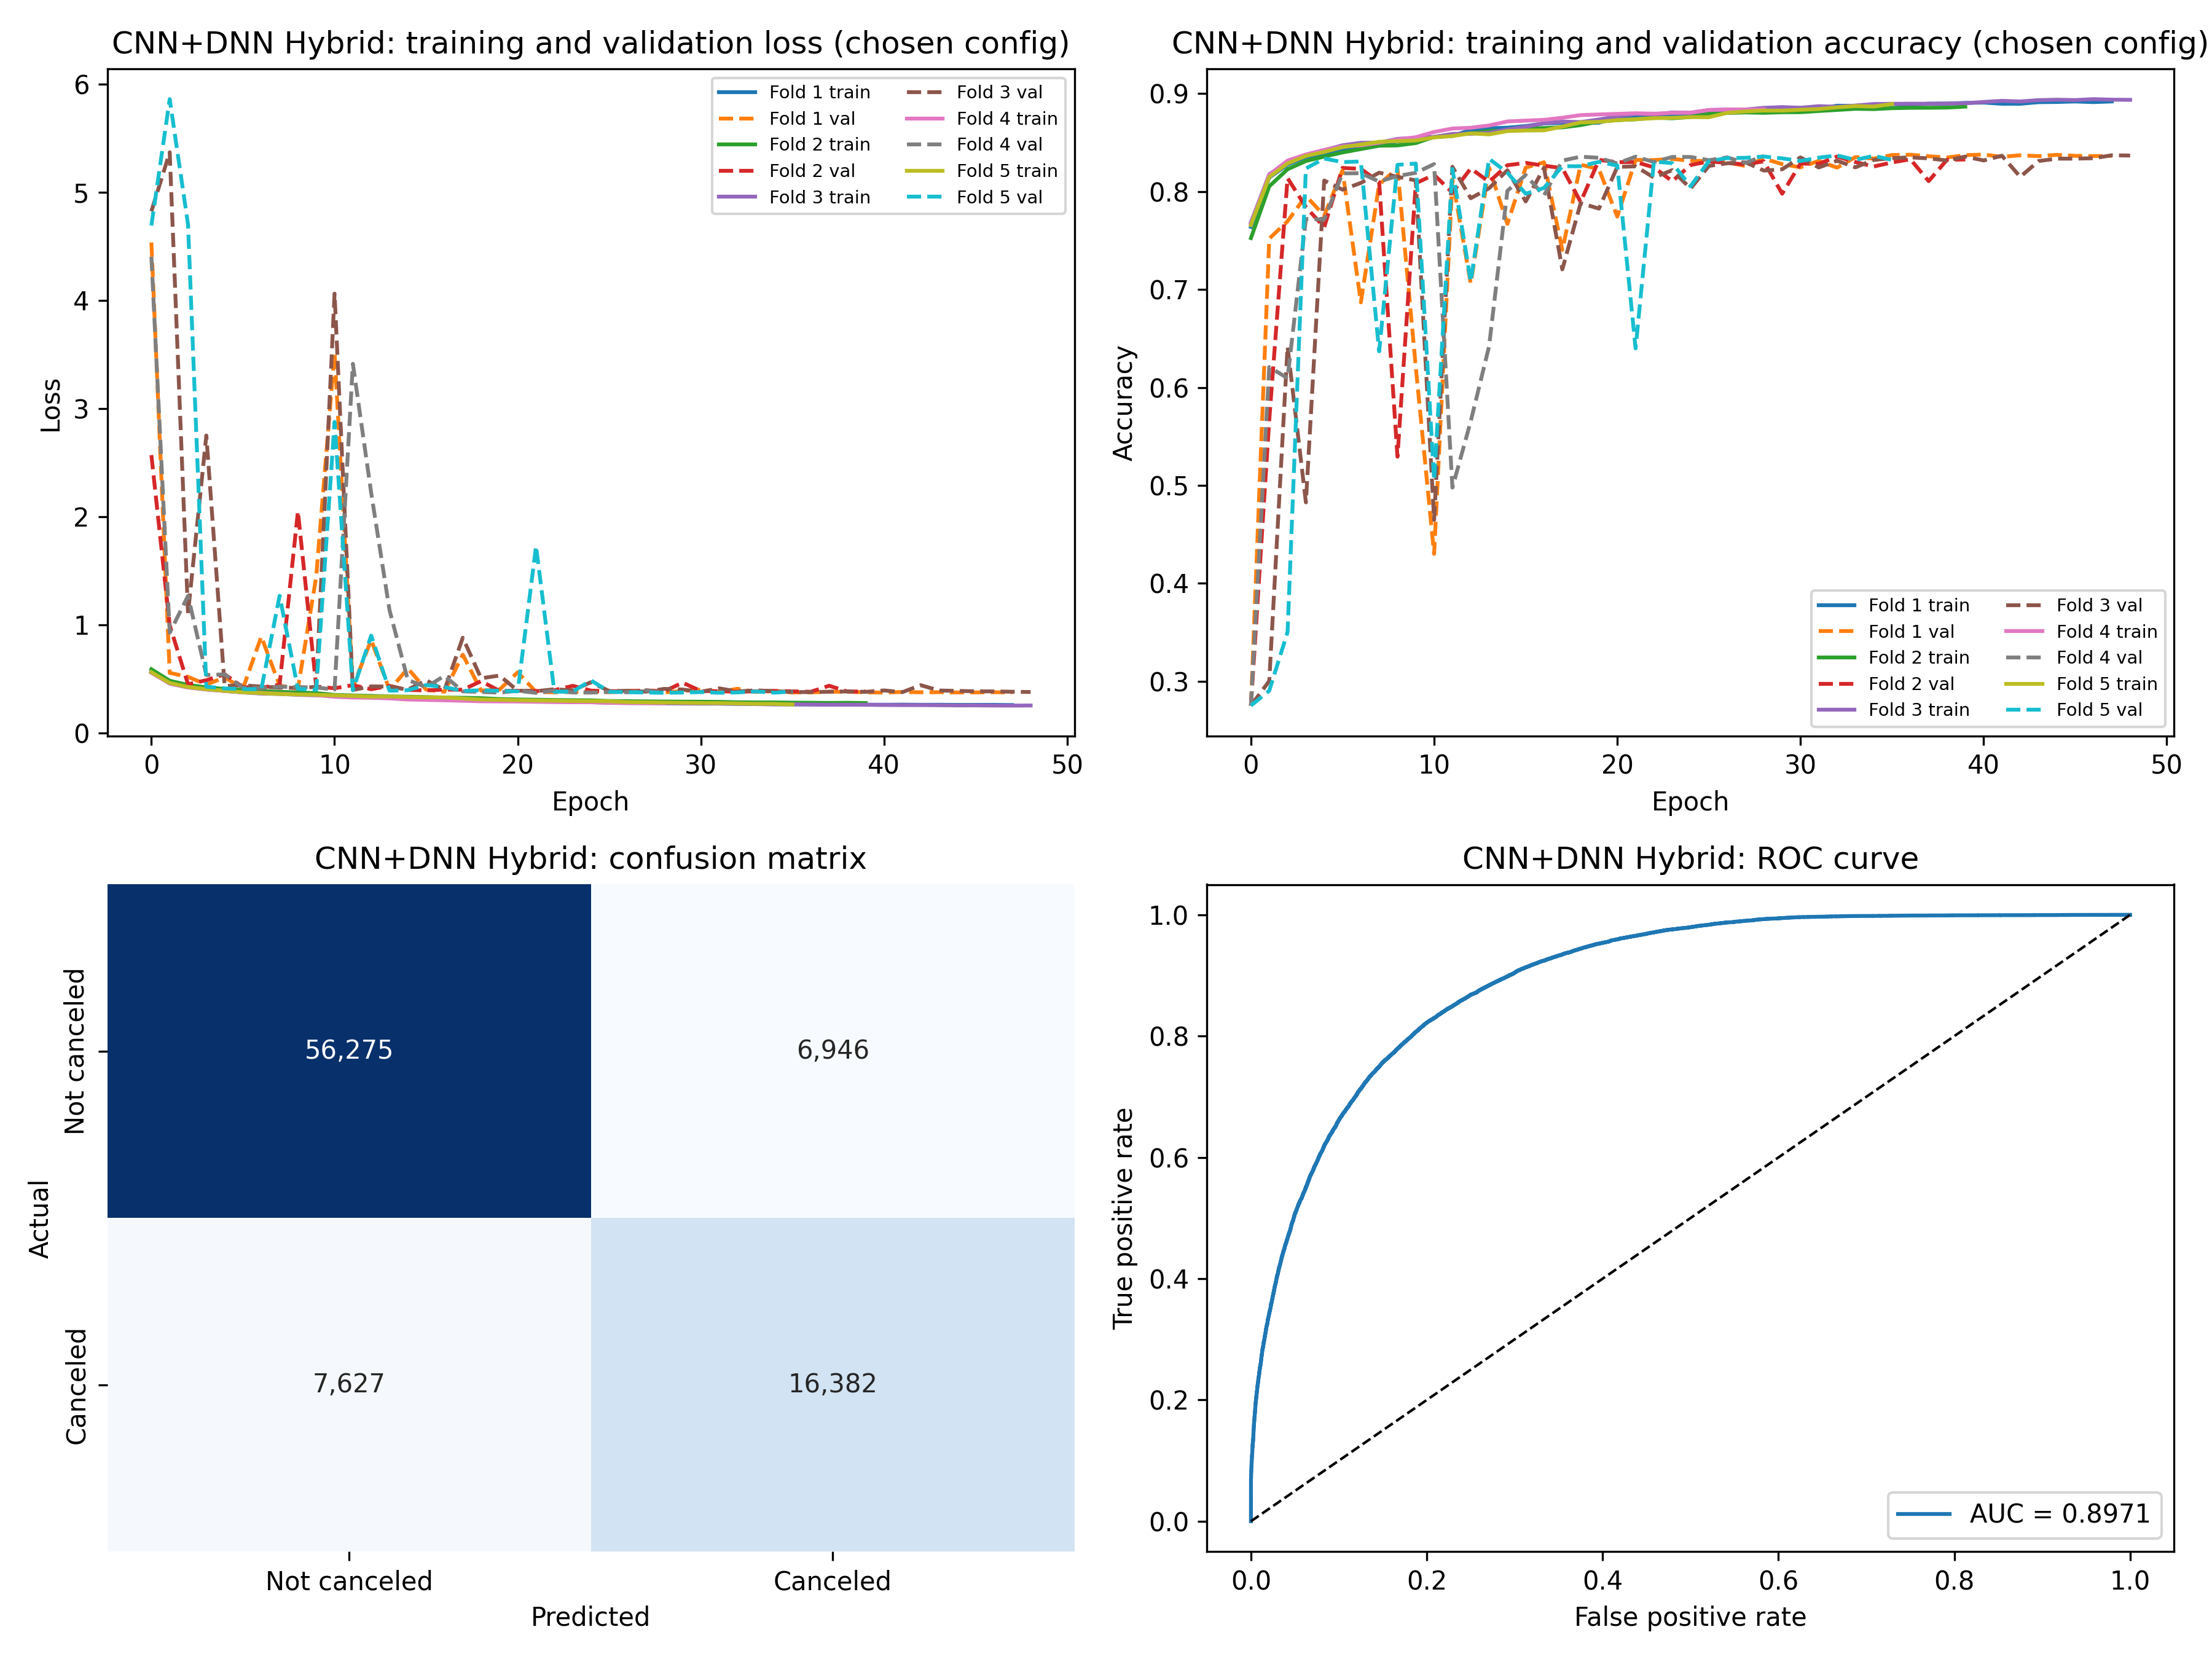 CNN+DNN Hybrid: training and validation loss (chosen config)
6
5
4
3
2
1
0
Loss
Fold 1 train
Fold 1 val
Fold 2 train
Fold 2 val
Fold 3 train
Fold 3 val
Fold 4 train
Fold 4 val
Fold 5 train
Fold 5 val
0 10 20 30 40 50
Epoch
CNN+DNN Hybrid: training and validation accuracy (chosen config)
0.9
0.8
0.7
0.6
0.5
0.4
0.3
Accuracy
Fold 1 train
Fold 1 val
Fold 2 train
Fold 2 val
Fold 3 train
Fold 3 val
Fold 4 train
Fold 4 val
Fold 5 train
Fold 5 val
0 10 20 30 40 50
Epoch
CNN+DNN Hybrid: confusion matrix
Actual
Not canceled
56,275 6,946
Canceled
7,627 16,382
Not canceled Canceled
Predicted
CNN+DNN Hybrid: ROC curve
1.0
0.8
0.6
0.4
0.2
0.0
True positive rate
AUC = 0.8971
0.0 0.2 0.4 0.6 0.8 1.0
False positive rate